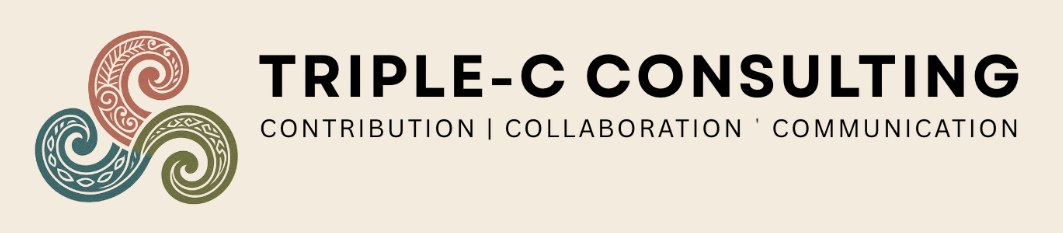 TRIPLE-C CONSULTING
CONTRIBUTION | COLLABORATION ' COMMUNICATION